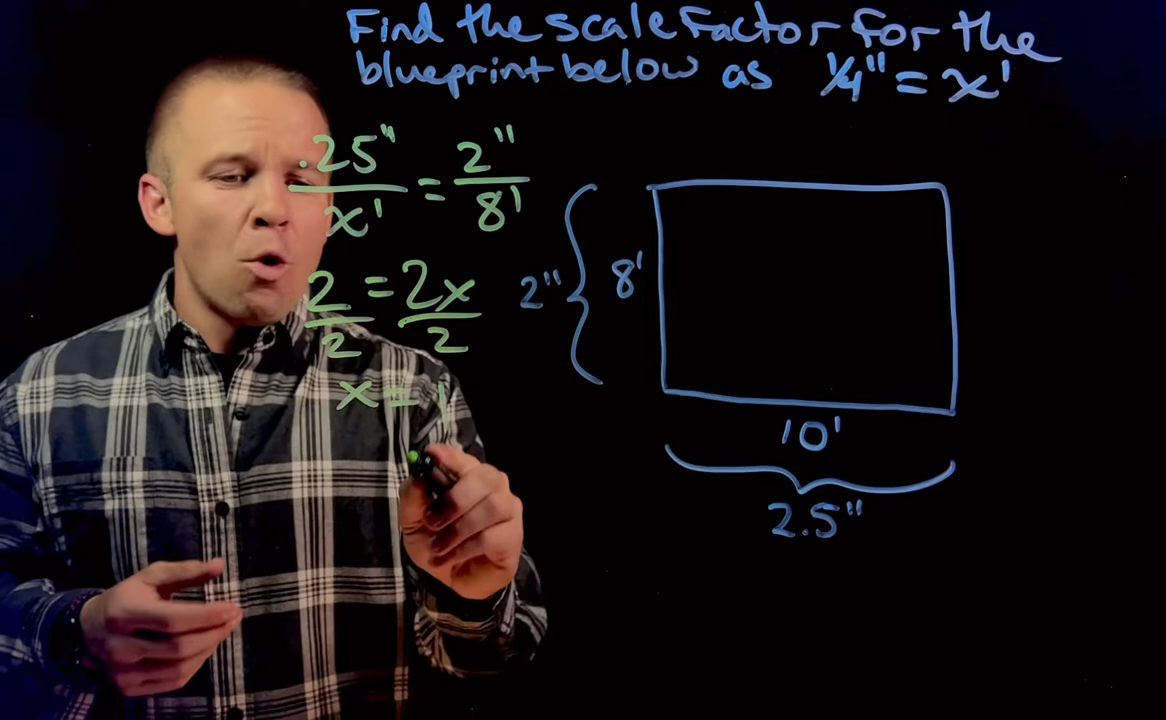 Find the scale Factor for the
blueprint below as ¼" = x'
.25" / x' = 2" / 8'
2/2 = 2x/2
x = 1
2" 8'
10'
2.5"